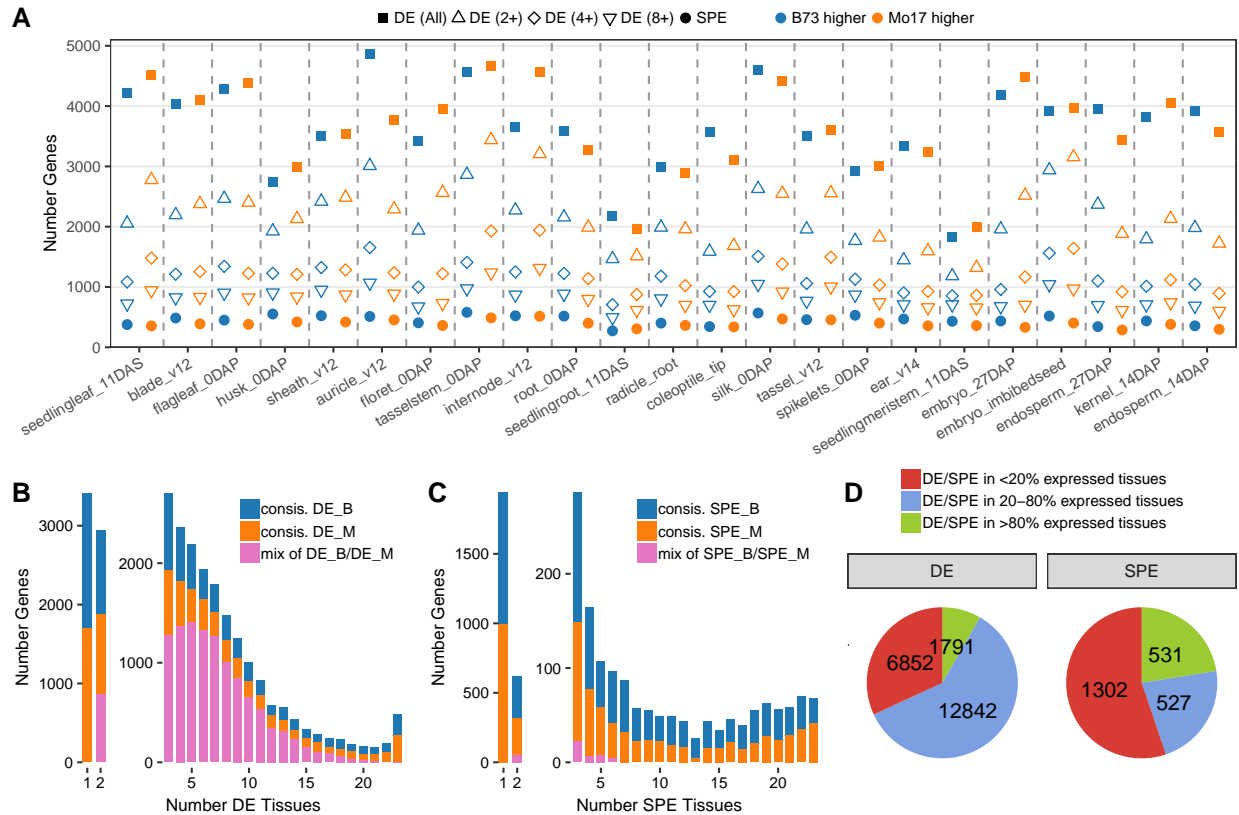 A
DE (All) DE (2+) DE (4+) DE (8+) SPE B73 higher Mo17 higher
Number Genes
5000
4000
3000
2000
1000
0
seedlingleaf_11DAS
blade_v12
flagleaf_0DAP
husk_0DAP
sheath_v12
auricle_v12
floret_0DAP
tasselstem_0DAP
internode_v12
root_0DAP
seedlingroot_11DAS
radicle_root
coleoptile_tip
silk_0DAP
tassel_v12
spikelets_0DAP
ear_v14
seedlingmeristem_11DAS
embryo_27DAP
embryo_imbibedseed
endosperm_27DAP
kernel_14DAP
endosperm_14DAP
B
Number Genes
3000
2000
1000
0
1 2
2000
1000
0
5 10 15 20
consis. DE_B
consis. DE_M
mix of DE_B/DE_M
Number DE Tissues
C
Number Genes
1500
1000
500
0
1 2
200
100
0
5 10 15 20
consis. SPE_B
consis. SPE_M
mix of SPE_B/SPE_M
Number SPE Tissues
D
DE/SPE in <20% expressed tissues
DE/SPE in 20−80% expressed tissues
DE/SPE in >80% expressed tissues
DE
SPE
1791
6852
12842
531
1302
527